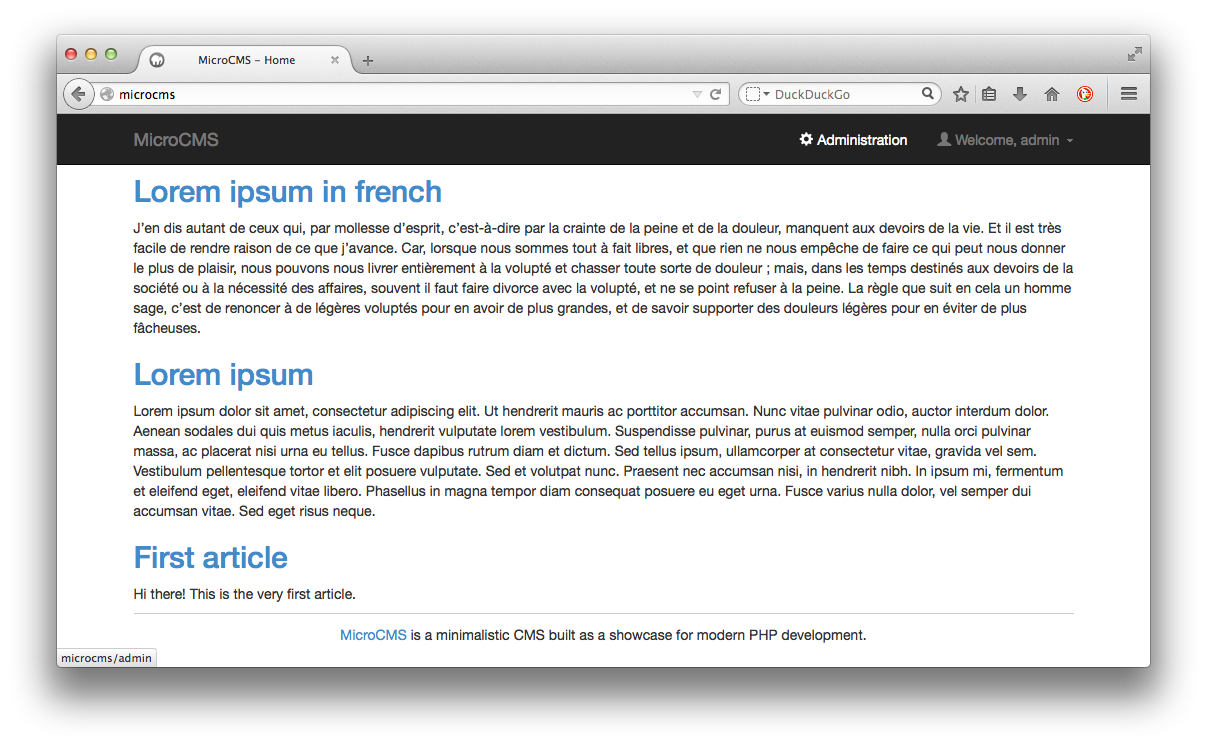 MicroCMS – Home
microcms
DuckDuckGo
MicroCMS
Administration
Welcome, admin
Lorem ipsum in french
J’en dis autant de ceux qui, par mollesse d’esprit, c’est-à-dire par la crainte de la peine et de la douleur, manquent aux devoirs de la vie. Et il est très
facile de rendre raison de ce que j’avance. Car, lorsque nous sommes tout à fait libres, et que rien ne nous empêche de faire ce qui peut nous donner
le plus de plaisir, nous pouvons nous livrer entièrement à la volupté et chasser toute sorte de douleur ; mais, dans les temps destinés aux devoirs de la
société ou à la nécessité des affaires, souvent il faut faire divorce avec la volupté, et ne se point refuser à la peine. La règle que suit en cela un homme
sage, c’est de renoncer à de légères voluptés pour en avoir de plus grandes, et de savoir supporter des douleurs légères pour en éviter de plus
fâcheuses.
Lorem ipsum
Lorem ipsum dolor sit amet, consectetur adipiscing elit. Ut hendrerit mauris ac porttitor accumsan. Nunc vitae pulvinar odio, auctor interdum dolor.
Aenean sodales dui quis metus iaculis, hendrerit vulputate lorem vestibulum. Suspendisse pulvinar, purus at euismod semper, nulla orci pulvinar
massa, ac placerat nisi urna eu tellus. Fusce dapibus rutrum diam et dictum. Sed tellus ipsum, ullamcorper at consectetur vitae, gravida vel sem.
Vestibulum pellentesque tortor et elit posuere vulputate. Sed et volutpat nunc. Praesent nec accumsan nisi, in hendrerit nibh. In ipsum mi, fermentum
et eleifend eget, eleifend vitae libero. Phasellus in magna tempor diam consequat posuere eu eget urna. Fusce varius nulla dolor, vel semper dui
accumsan vitae. Sed eget risus neque.
First article
Hi there! This is the very first article.
MicroCMS is a minimalistic CMS built as a showcase for modern PHP development.
microcms/admin